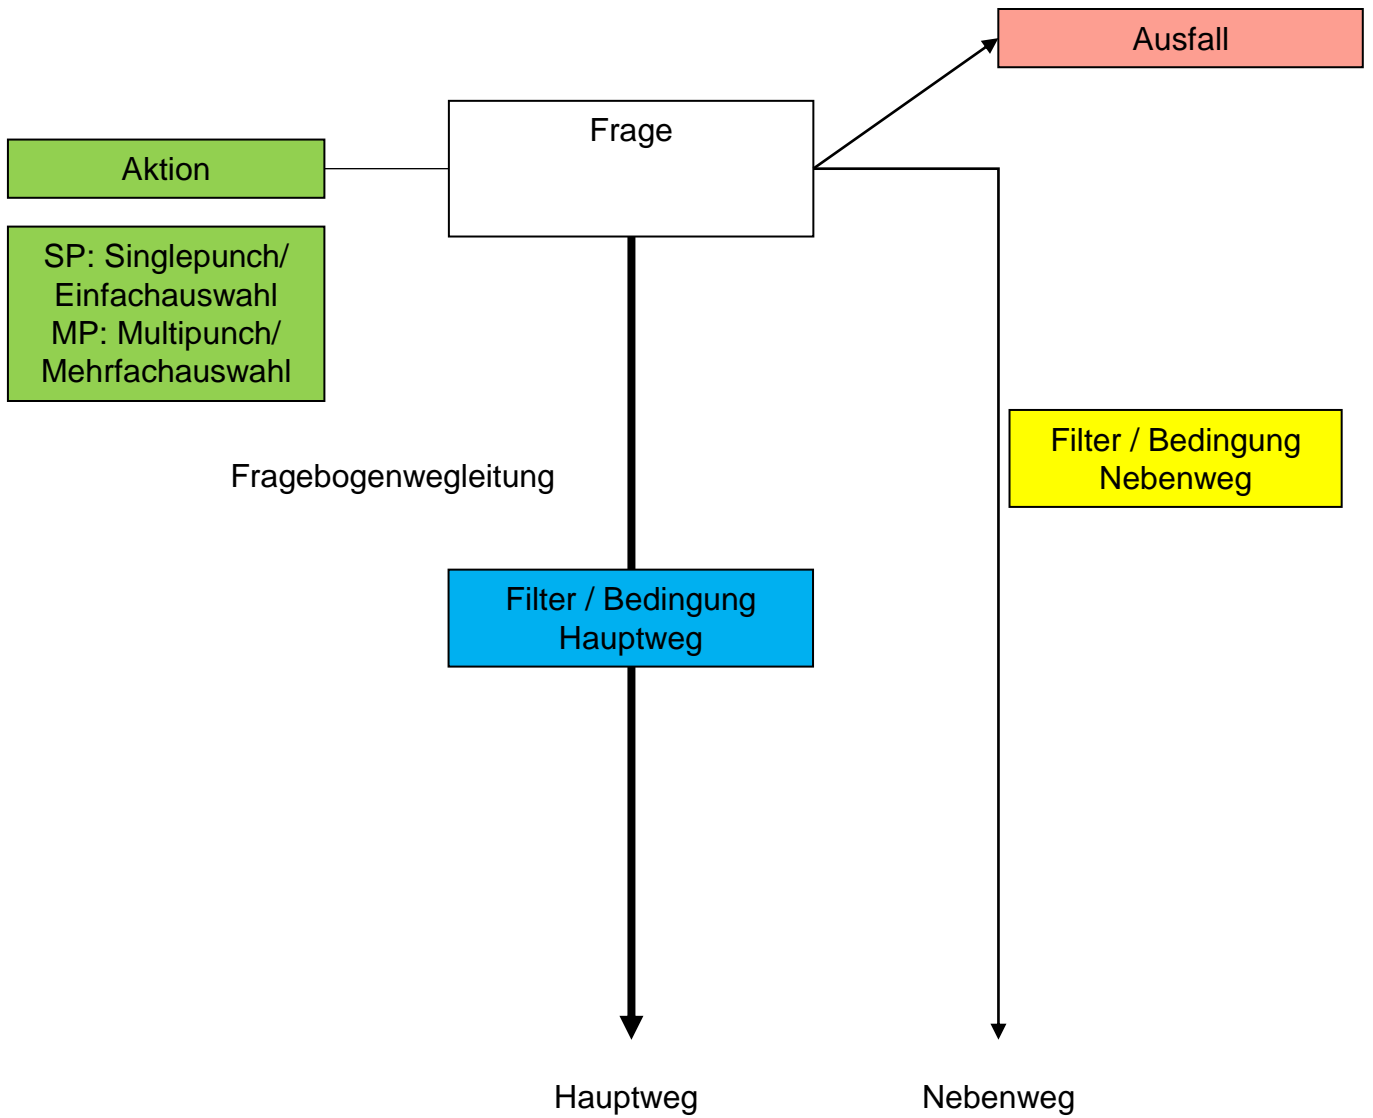 Ausfall
Frage
Aktion
SP: Singlepunch/
Einfachauswahl
MP: Multipunch/
Mehrfachauswahl
Filter / Bedingung
Nebenweg
Fragebogenwegleitung
Filter / Bedingung
Hauptweg
Hauptweg
Nebenweg